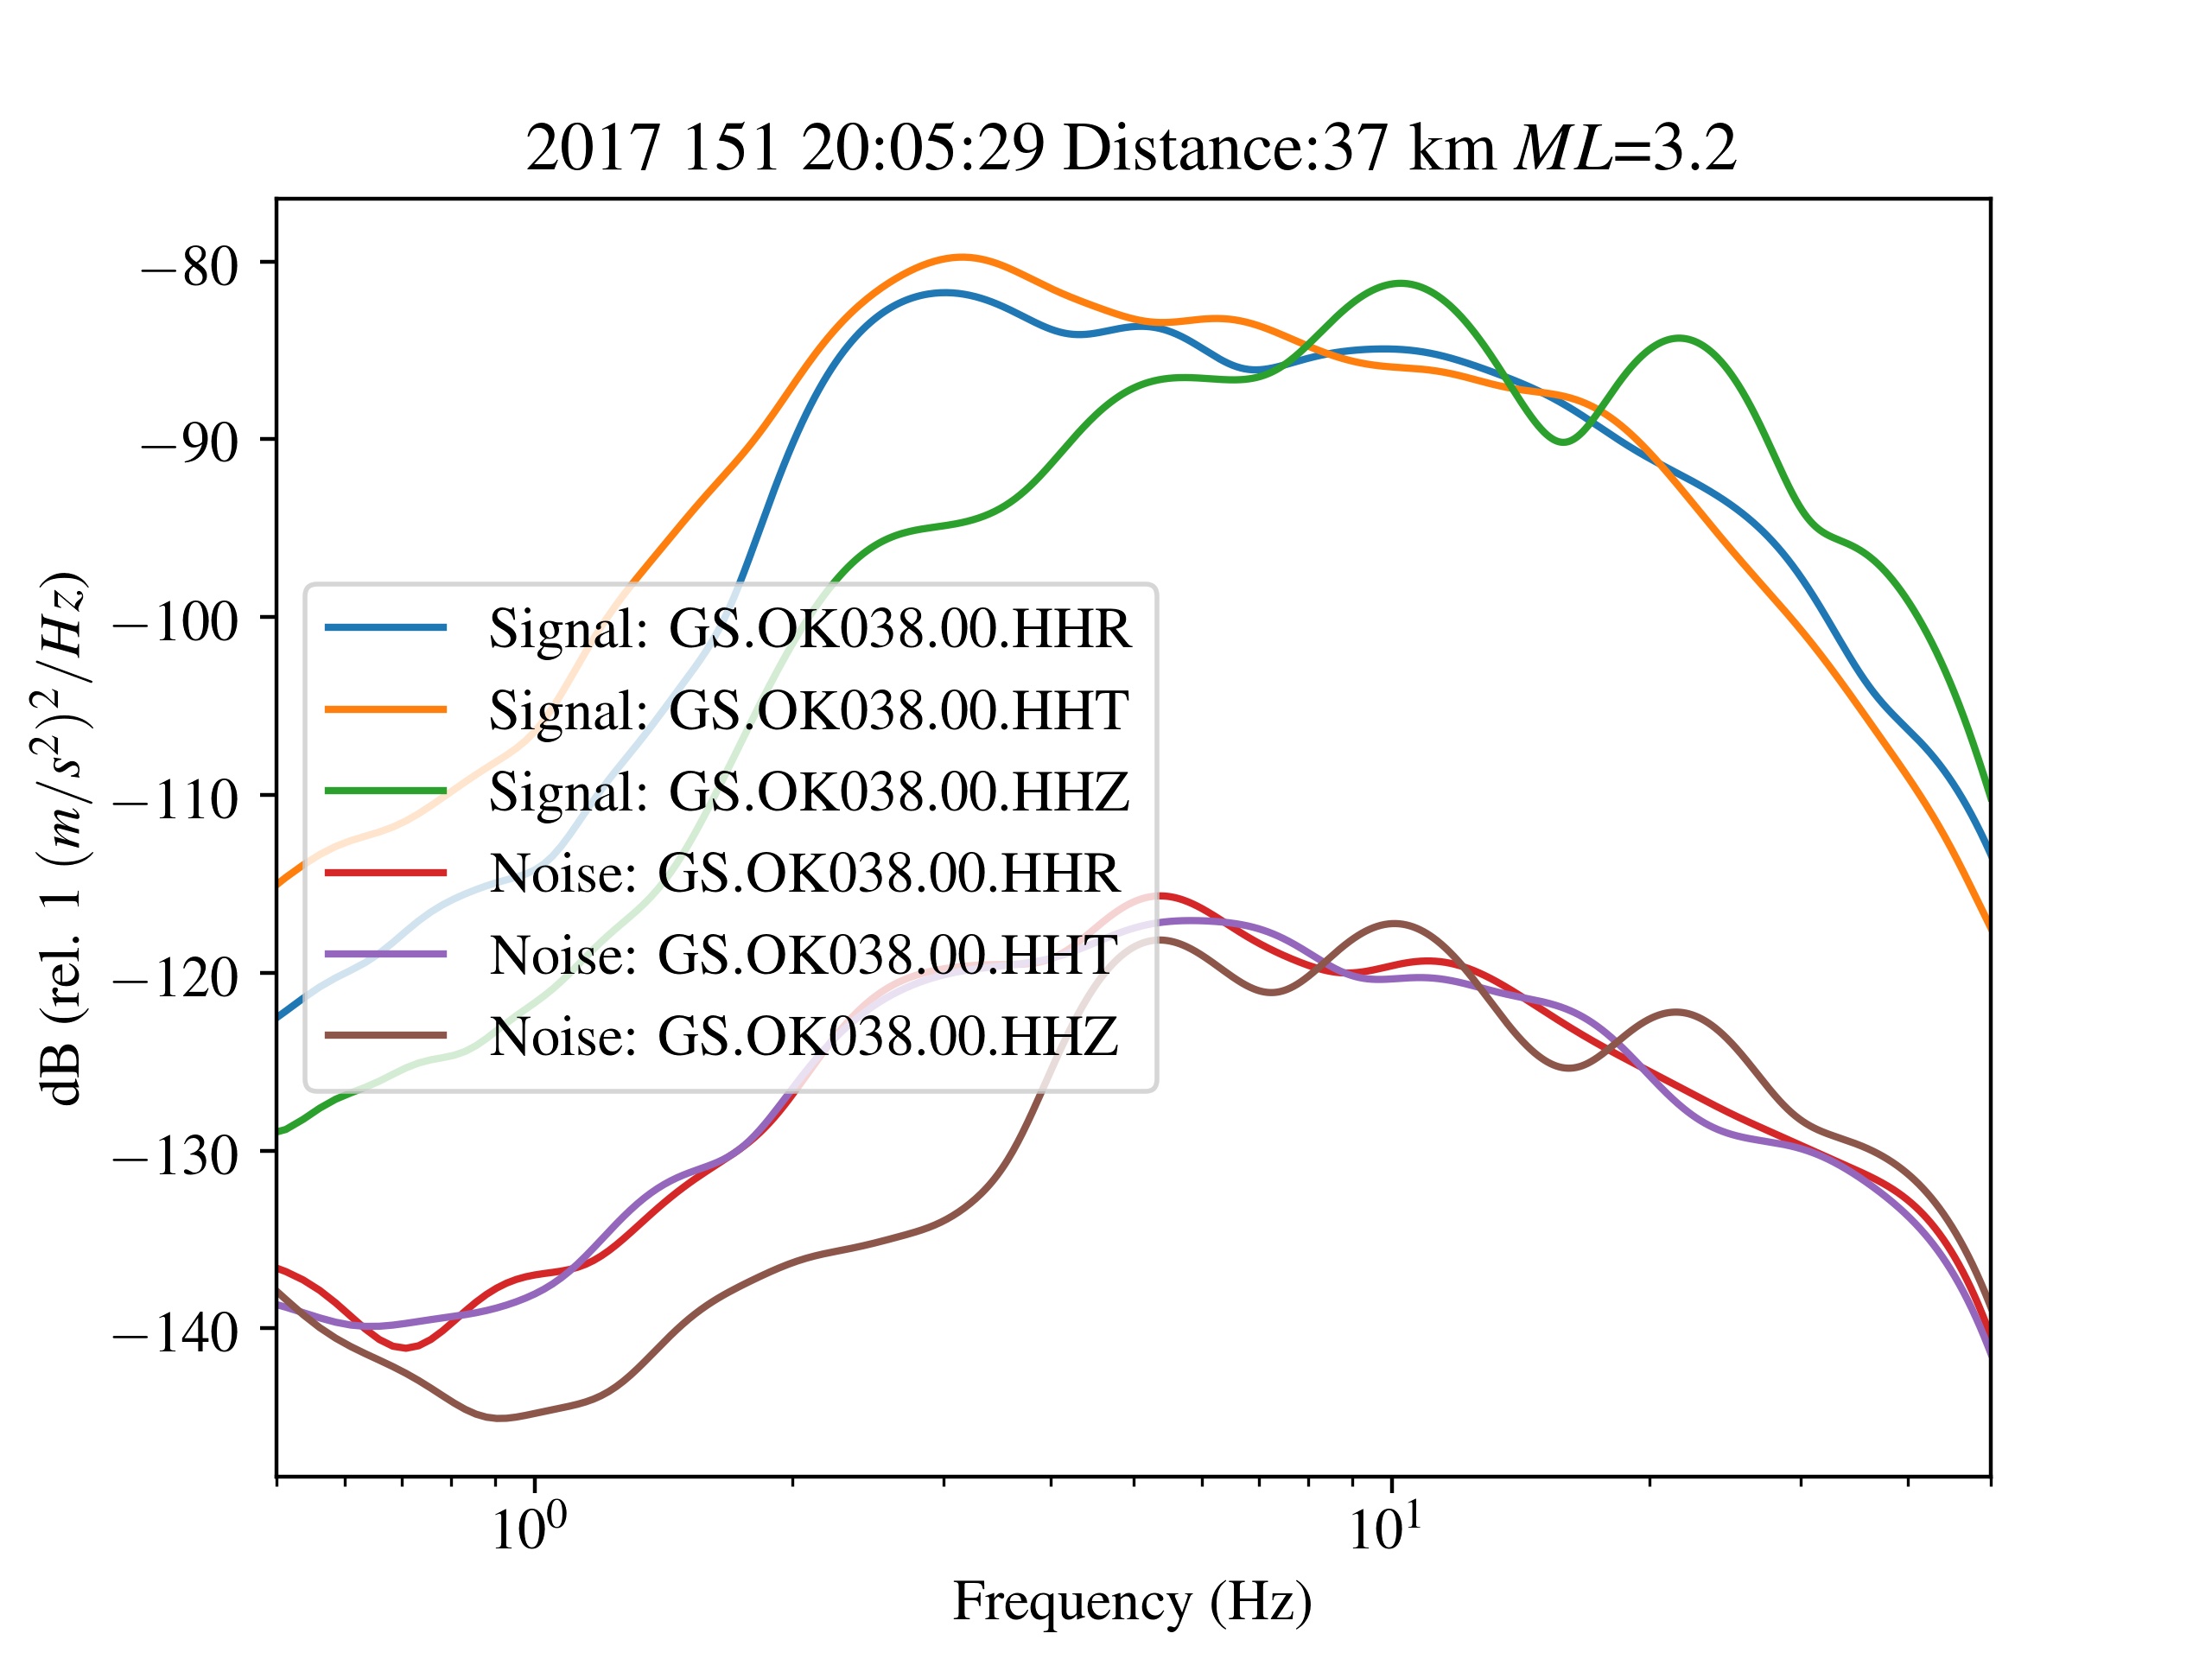 2017 151 20:05:29 Distance:37 km ML=3.2
dB (rel. 1 (m/s²)²/Hz)
−80
−90
−100
−110
−120
−130
−140
Signal: GS.OK038.00.HHR
Signal: GS.OK038.00.HHT
Signal: GS.OK038.00.HHZ
Noise: GS.OK038.00.HHR
Noise: GS.OK038.00.HHT
Noise: GS.OK038.00.HHZ
10⁰ 10¹
Frequency (Hz)